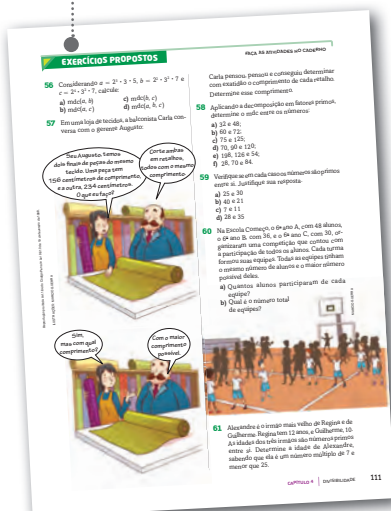 EXERCÍCIOS PROPOSTOS
FAÇA AS ATIVIDADES NO CADERNO
56 Considerando a = 2² • 3 • 5, b = 2² • 3² • 7 e
c = 2⁴ • 3² • 7, calcule:
a) mdc(a, b)
c) mdc(b, c)
b) mdc(a, c)
d) mdc(a, b, c)
57 Em uma loja de tecidos, a balconista Carla con-
versa com o gerente Augusto:
Seu Augusto, temos
dois finais de peças do mesmo
tecido. Uma peça tem
156 centímetros de comprimento,
e a outra, 234 centímetros.
O que eu faço?
Corte ambas
em retalhos,
todos com o mesmo
comprimento.
Sim,
mas com qual
comprimento?
Com o maior
comprimento
possível.
Carla pensou, pensou e conseguiu determinar
com exatidão o comprimento de cada retalho.
Determine esse comprimento.
58 Aplicando a decomposição em fatores primos,
determine o mdc entre os números:
a) 32 e 48;
b) 60 e 72;
c) 75 e 125;
d) 70, 90 e 120;
e) 198, 126 e 54;
f) 28, 70 e 84.
59 Verifique se em cada caso os números são primos
entre si. Justifique sua resposta.
a) 25 e 30
b) 40 e 21
c) 7 e 11
d) 28 e 35
60 Na Escola Começo, o 6º ano A, com 48 alunos,
o 6º ano B, com 36, e o 6º ano C, com 30, or-
ganizaram uma competição que contou com
a participação de todos os alunos. Cada turma
formou suas equipes. Todas as equipes tinham
o mesmo número de alunos e o maior número
possível deles.
a) Quantos alunos participaram de cada
equipe?
b) Qual é o número total
de equipes?
61 Alexandre é o irmão mais velho de Regina e de
Guilherme. Regina tem 12 anos, e Guilherme, 10.
As idades dos três irmãos são números primos
entre si. Determine a idade de Alexandre,
sabendo que ela é um número múltiplo de 7 e
menor que 25.
CAPÍTULO 4 | DIVISIBILIDADE 111